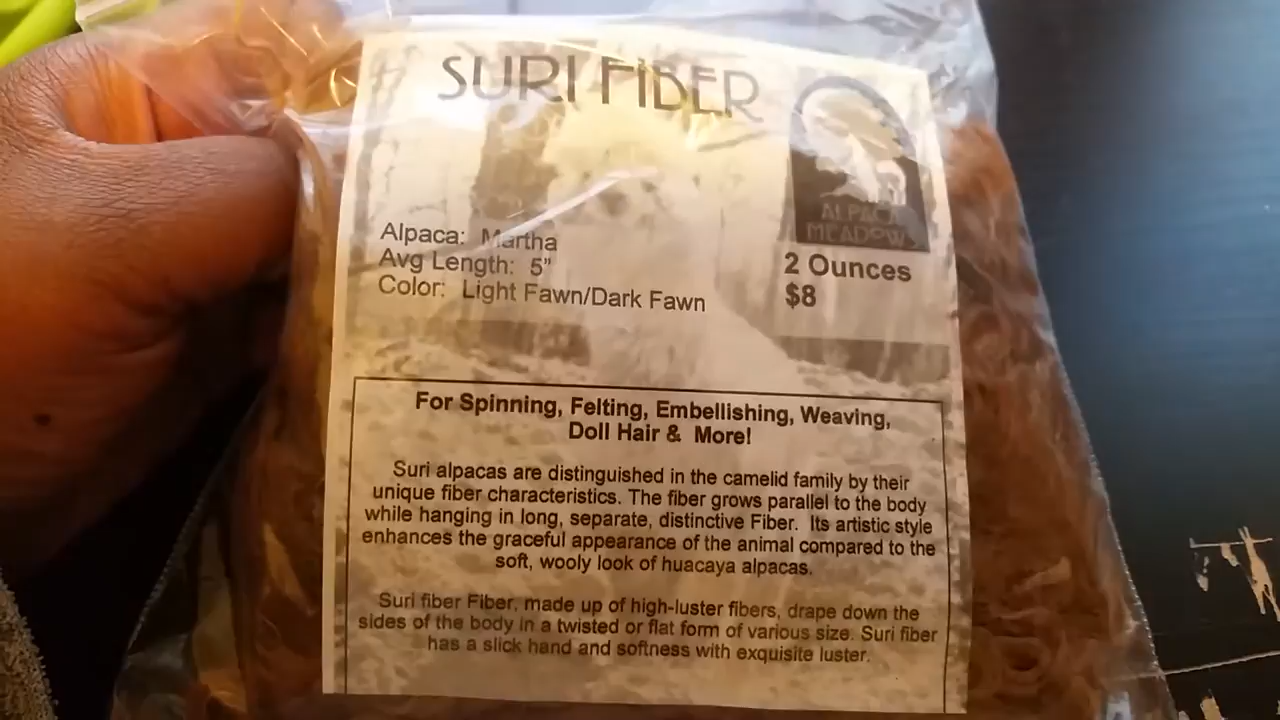 SURI FIBER
ALPACA
MEADOWS
Alpaca: Martha
Avg Length: 5"
Color: Light Fawn/Dark Fawn
2 Ounces
$8
For Spinning, Felting, Embellishing, Weaving,
Doll Hair & More!
Suri alpacas are distinguished in the camelid family by their
unique fiber characteristics. The fiber grows parallel to the body
while hanging in long, separate, distinctive Fiber. Its artistic style
enhances the graceful appearance of the animal compared to the
soft, wooly look of huacaya alpacas.
Suri fiber Fiber, made up of high-luster fibers, drape down the
sides of the body in a twisted or flat form of various size. Suri fiber
has a slick hand and softness with exquisite luster.